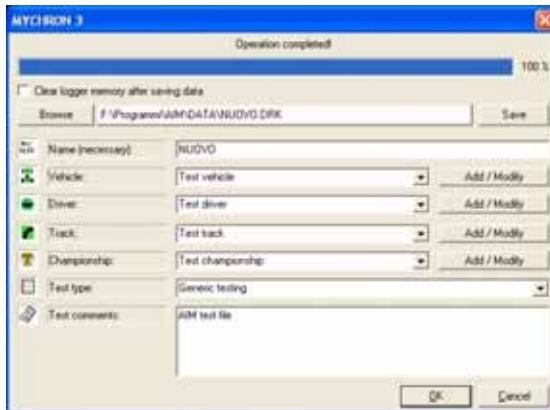 MYCHRON 3
Operation completed!
100 %
Clear logger memory after saving data
Browse F:\Programmi\AIM\DATA\NUOVO.DRK Save
Name (necessary): NUOVO
Vehicle: Test vehicle Add / Modify
Driver: Test driver Add / Modify
Track: Test track Add / Modify
Championship: Test championship Add / Modify
Test type: Generic testing
Test comments: AIM test file
OK Cancel